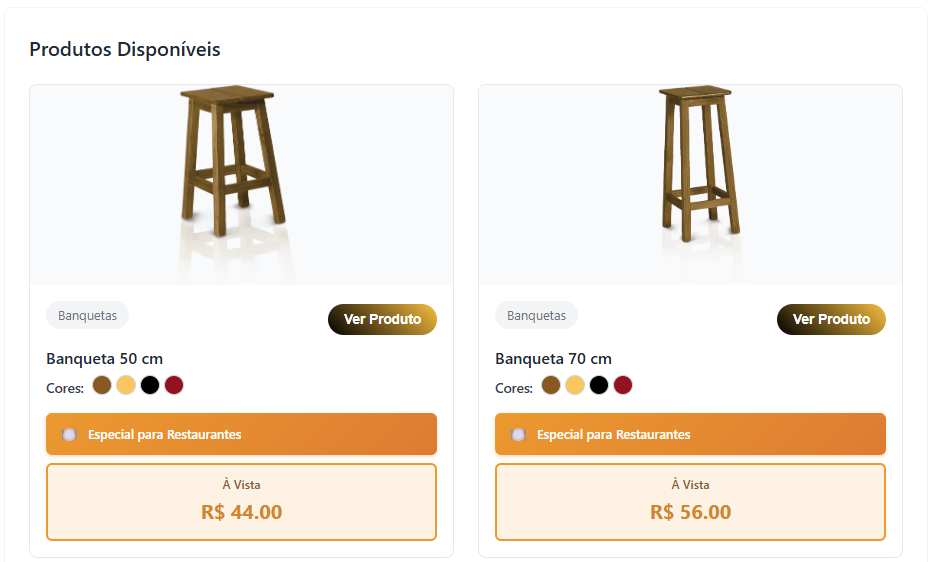 Produtos Disponíveis
Banquetas
Ver Produto
Banqueta 50 cm
Cores:
Especial para Restaurantes
À Vista
R$ 44.00
Banquetas
Ver Produto
Banqueta 70 cm
Cores:
Especial para Restaurantes
À Vista
R$ 56.00